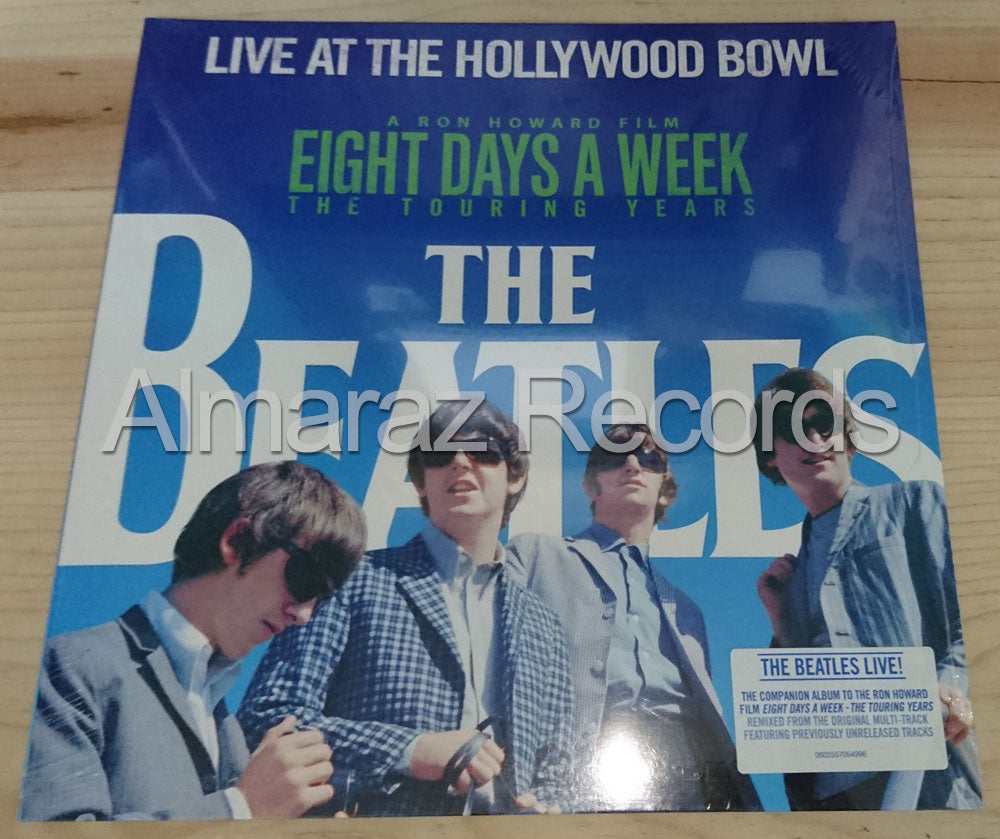 LIVE AT THE HOLLYWOOD BOWL
A RON HOWARD FILM
EIGHT DAYS A WEEK
THE TOURING YEARS
THE
BEATLES
Almaraz Records
THE BEATLES LIVE!
THE COMPANION ALBUM TO THE RON HOWARD
FILM EIGHT DAYS A WEEK - THE TOURING YEARS
REMIXED FROM THE ORIGINAL MULTI-TRACK
FEATURING PREVIOUSLY UNRELEASED TRACKS
0602557054996